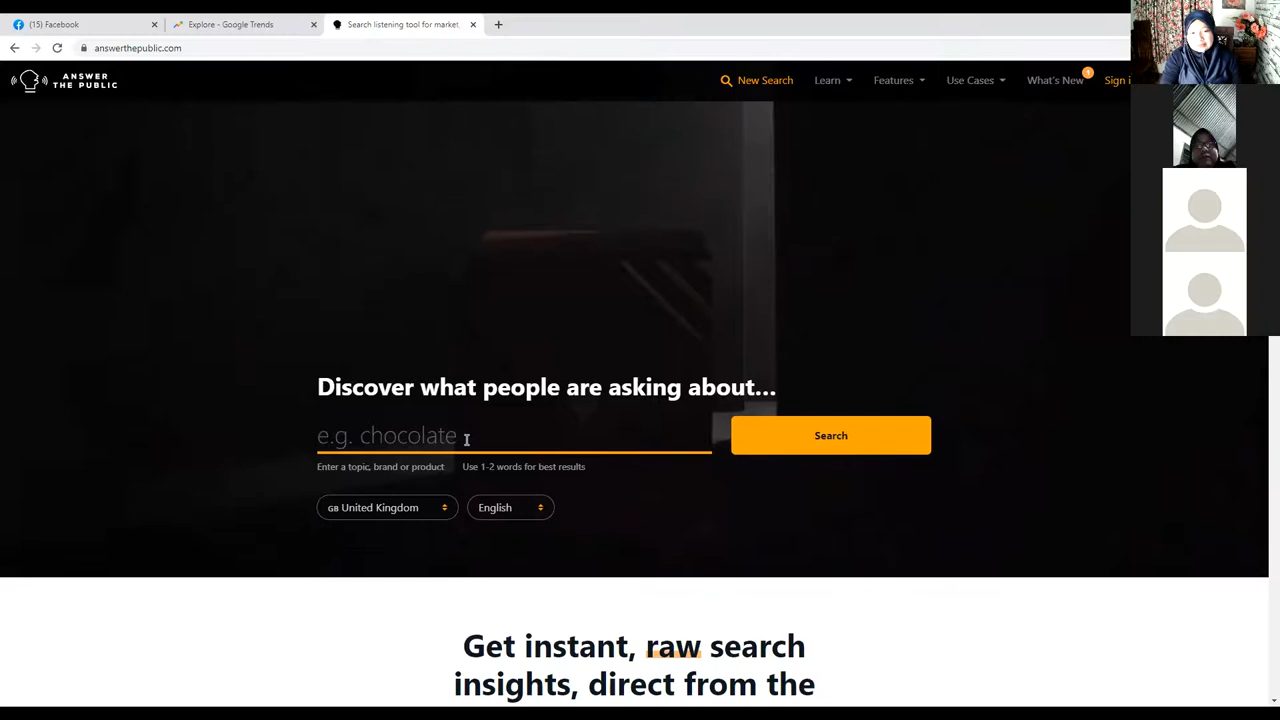 (15) Facebook
Explore - Google Trends
Search listening tool for market
answerthepublic.com
ANSWER
THE PUBLIC
New Search
Learn
Features
Use Cases
What's New
1
Sign i
Discover what people are asking about...
e.g. chocolate
Search
Enter a topic, brand or product
Use 1-2 words for best results
GB United Kingdom
English
Get instant, raw search
insights, direct from the